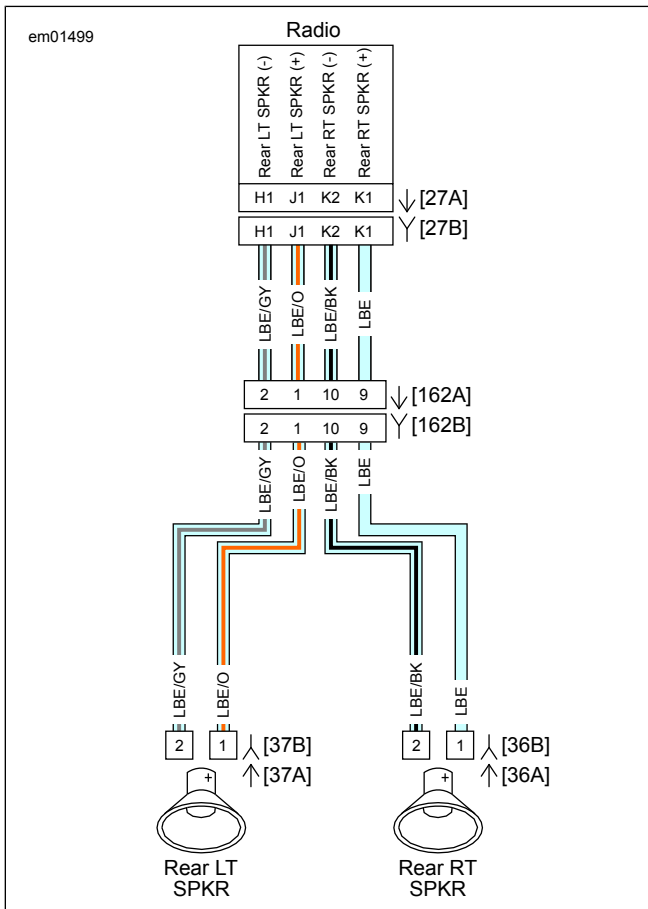 em01499
Radio
Rear LT SPKR (-)
Rear LT SPKR (+)
Rear RT SPKR (-)
Rear RT SPKR (+)
H1 J1 K2 K1 [27A]
H1 J1 K2 K1 [27B]
LBE/GY LBE/O LBE/BK LBE
2 1 10 9 [162A]
2 1 10 9 [162B]
LBE/GY LBE/O LBE/BK LBE
LBE/GY LBE/O LBE/BK LBE
2 1 [37B] 2 1 [36B]
+ [37A] + [36A]
Rear LT Rear RT
SPKR SPKR